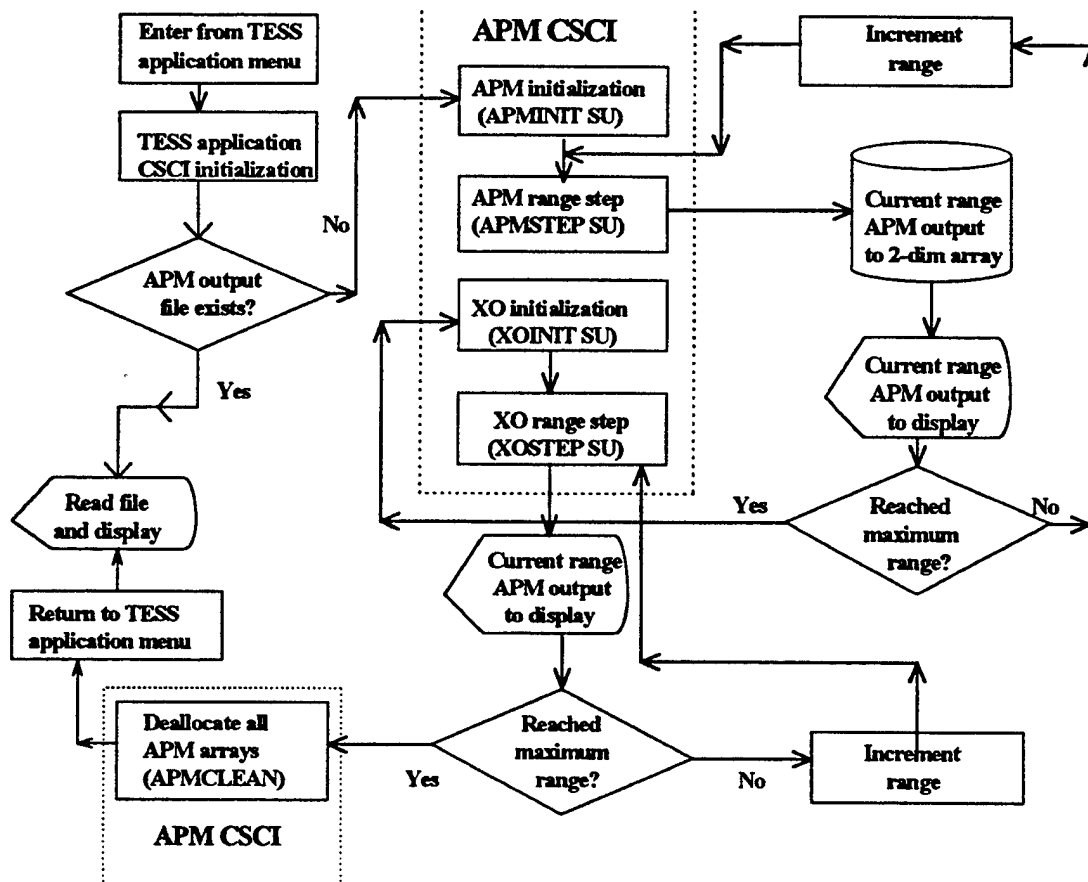 Enter from TESS
application menu
TESS application
CSCI initialization
APM output
file exists?
No
Yes
Read file
and display
Return to TESS
application menu
APM CSCI
APM initialization
(APMINIT SU)
APM range step
(APMSTEP SU)
XO initialization
(XOINIT SU)
XO range step
(XOSTEP SU)
Increment
range
Current range
APM output
to 2-dim array
Current range
APM output
to display
Reached
maximum
range?
Yes
No
Current range
APM output
to display
Reached
maximum
range?
Yes
No
Increment
range
Deallocate all
APM arrays
(APMCLEAN)
APM CSCI